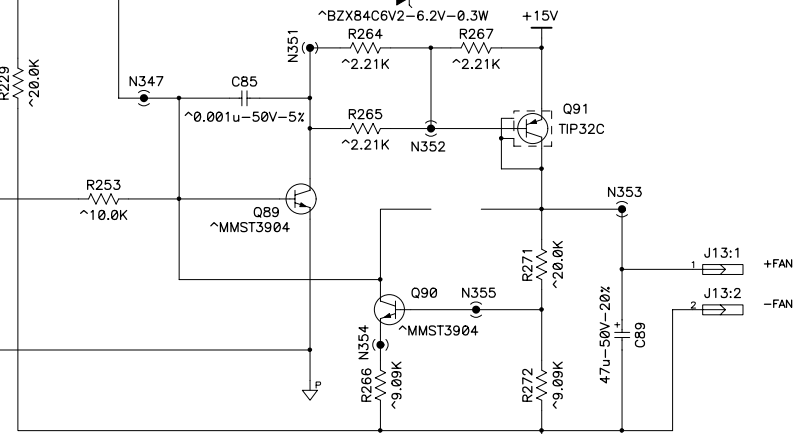 ^BZX84C6V2-6.2V-0.3W
+15V
N351
R264
^2.21K
R267
^2.21K
R229
^20.0K
N347
C85
^0.001u-50V-5%
R265
^2.21K
N352
Q91
TIP32C
R253
^10.0K
Q89
^MMST3904
N353
R271
^20.0K
J13:1
1
+FAN
J13:2
2
-FAN
Q90
^MMST3904
N355
N354
47u-50V-20%
+
C89
P
R266
^9.09K
R272
^9.09K